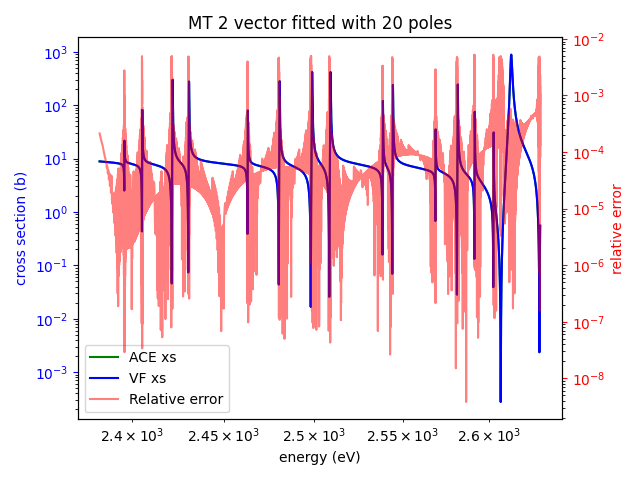 MT 2 vector fitted with 20 poles
cross section (b)
10³
10²
10¹
10⁰
10⁻¹
10⁻²
10⁻³
10⁻²
10⁻³
10⁻⁴
10⁻⁵
10⁻⁶
10⁻⁷
10⁻⁸
relative error
ACE xs
VF xs
Relative error
2.4 × 10³ 2.45 × 10³ 2.5 × 10³ 2.55 × 10³ 2.6 × 10³
energy (eV)